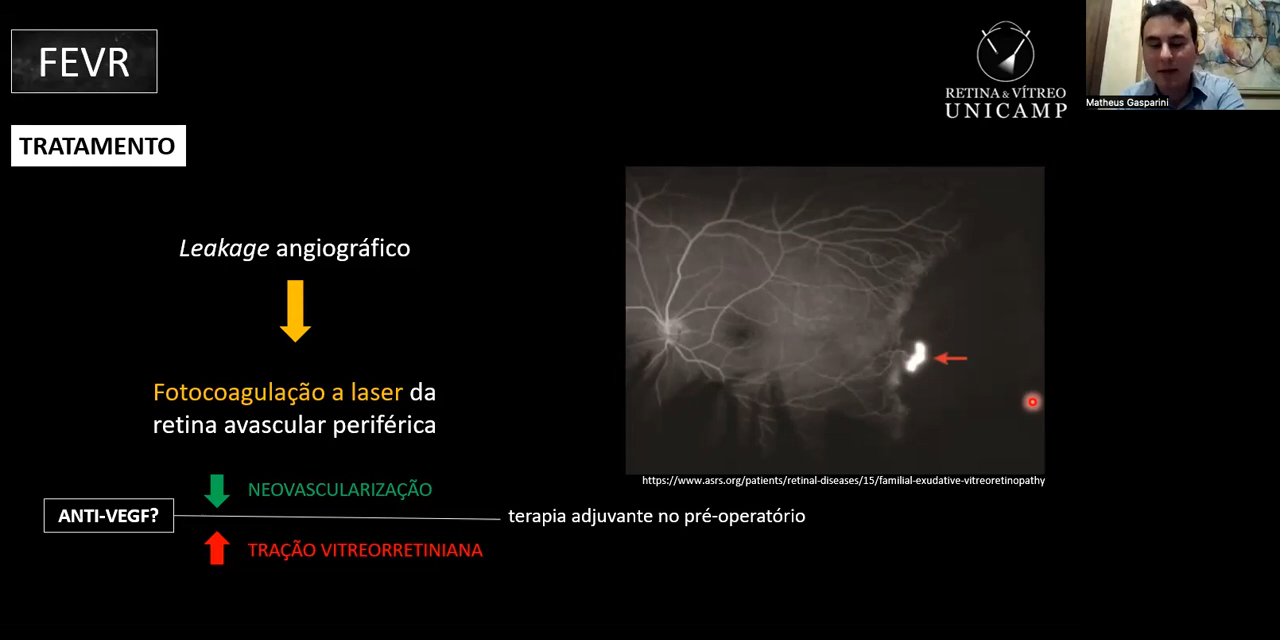 FEVR
RETINA & VÍTREO
UNICAMP
Matheus Gasparini
TRATAMENTO
Leakage angiográfico
Fotocoagulação a laser da
retina avascular periférica
https://www.asrs.org/patients/retinal-diseases/15/familial-exudative-vitreoretinopathy
NEOVASCULARIZAÇÃO
ANTI-VEGF?
terapia adjuvante no pré-operatório
TRAÇÃO VITREORRETINIANA